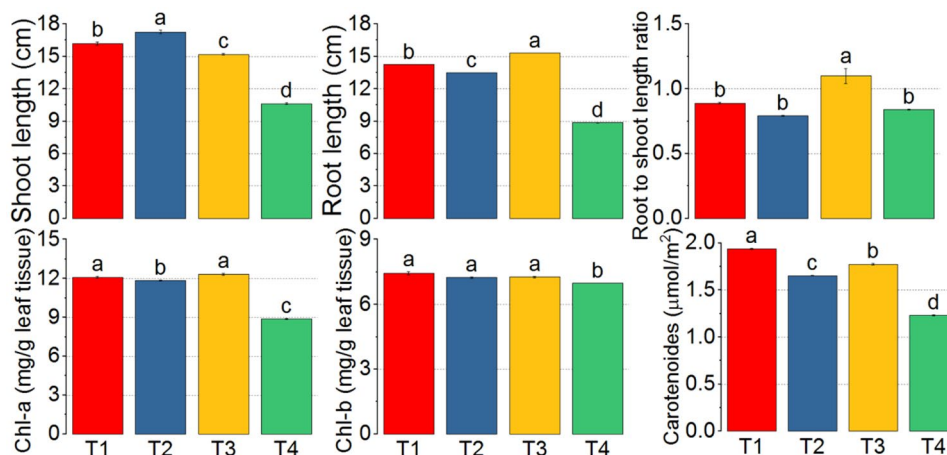 Shoot length (cm)
18
15
12
9
6
3
0
b
a
c
d
Root length (cm)
18
15
12
9
6
3
0
b
c
a
d
Root to shoot length ratio
1.5
1.0
0.5
0.0
b
b
a
b
Chl-a (mg/g leaf tissue)
15
12
9
6
3
0
a
b
a
c
T1 T2 T3 T4
Chl-b (mg/g leaf tissue)
9
6
3
0
a
a
a
b
T1 T2 T3 T4
Carotenoides (μmol/m²)
2.0
1.5
1.0
0.5
0.0
a
c
b
d
T1 T2 T3 T4